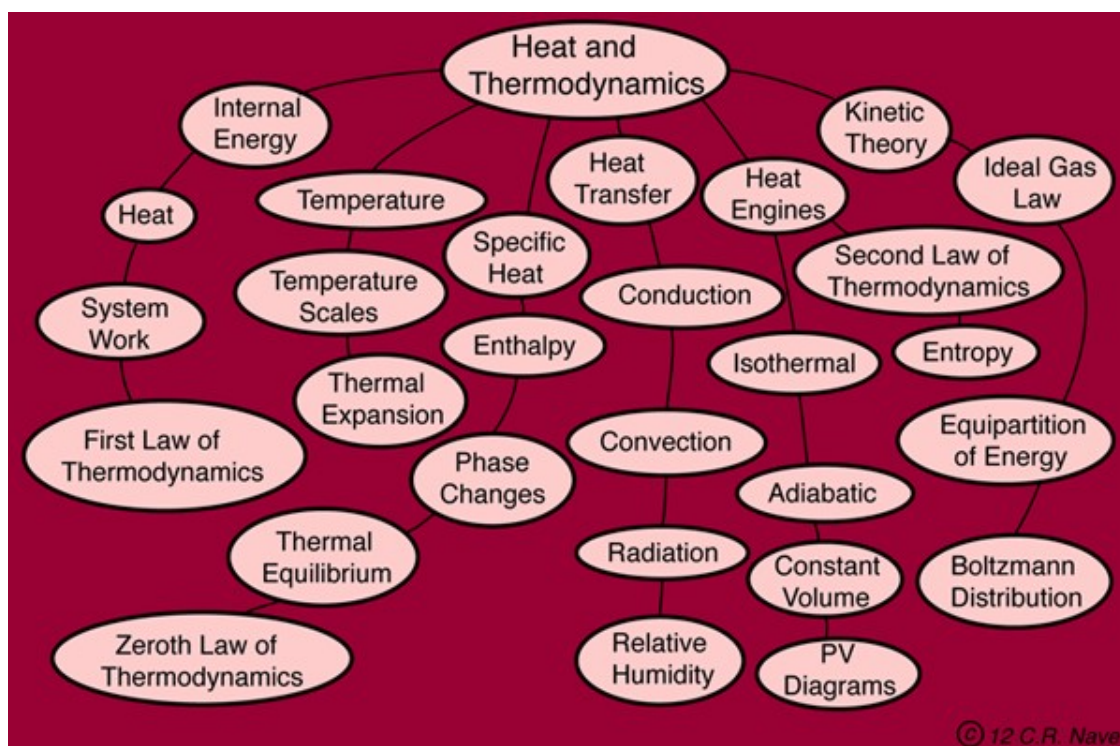 Heat and
Thermodynamics
Internal
Energy
Heat
System
Work
First Law of
Thermodynamics
Temperature
Temperature
Scales
Thermal
Expansion
Specific
Heat
Enthalpy
Phase
Changes
Thermal
Equilibrium
Zeroth Law of
Thermodynamics
Heat
Transfer
Conduction
Convection
Radiation
Relative
Humidity
Heat
Engines
Isothermal
Adiabatic
Constant
Volume
PV
Diagrams
Second Law of
Thermodynamics
Entropy
Kinetic
Theory
Ideal Gas
Law
Equipartition
of Energy
Boltzmann
Distribution
© 12 C.R. Nave